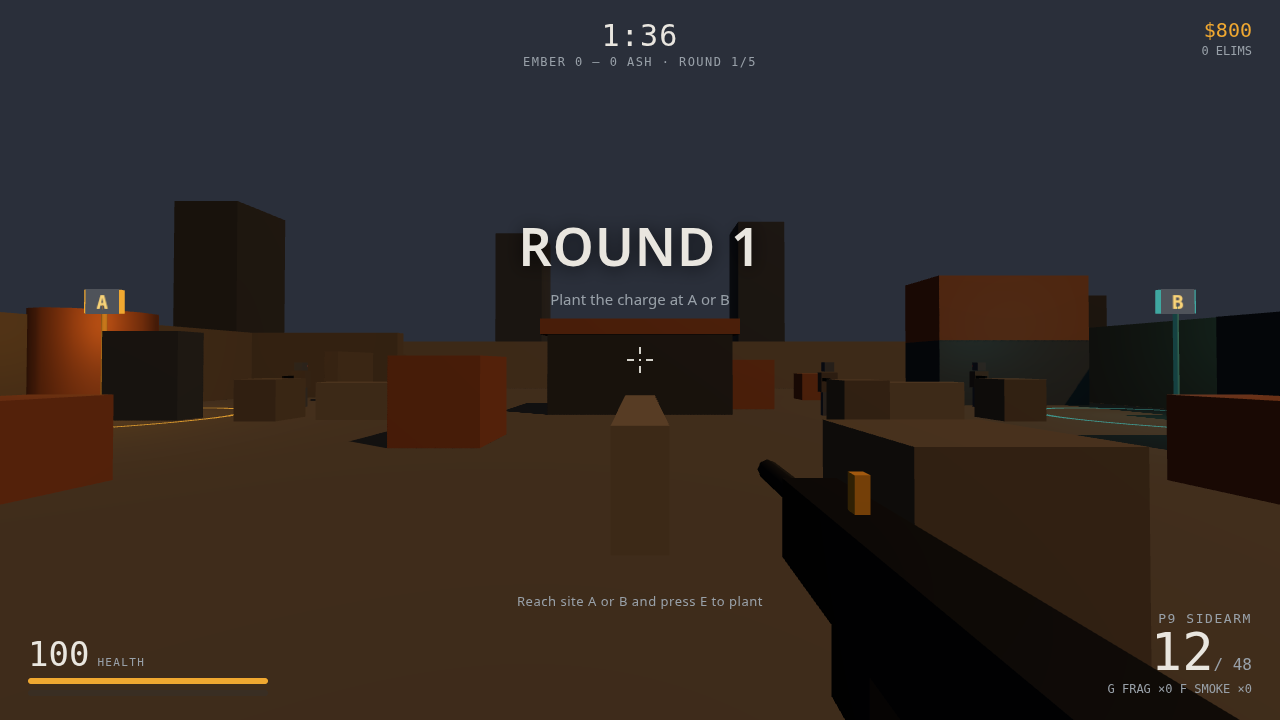 1:36
EMBER 0 — 0 ASH · ROUND 1/5
$800
0 ELIMS
ROUND 1
Plant the charge at A or B
A
B
Reach site A or B and press E to plant
100 HEALTH
P9 SIDEARM
12 / 48
G FRAG ×0 F SMOKE ×0